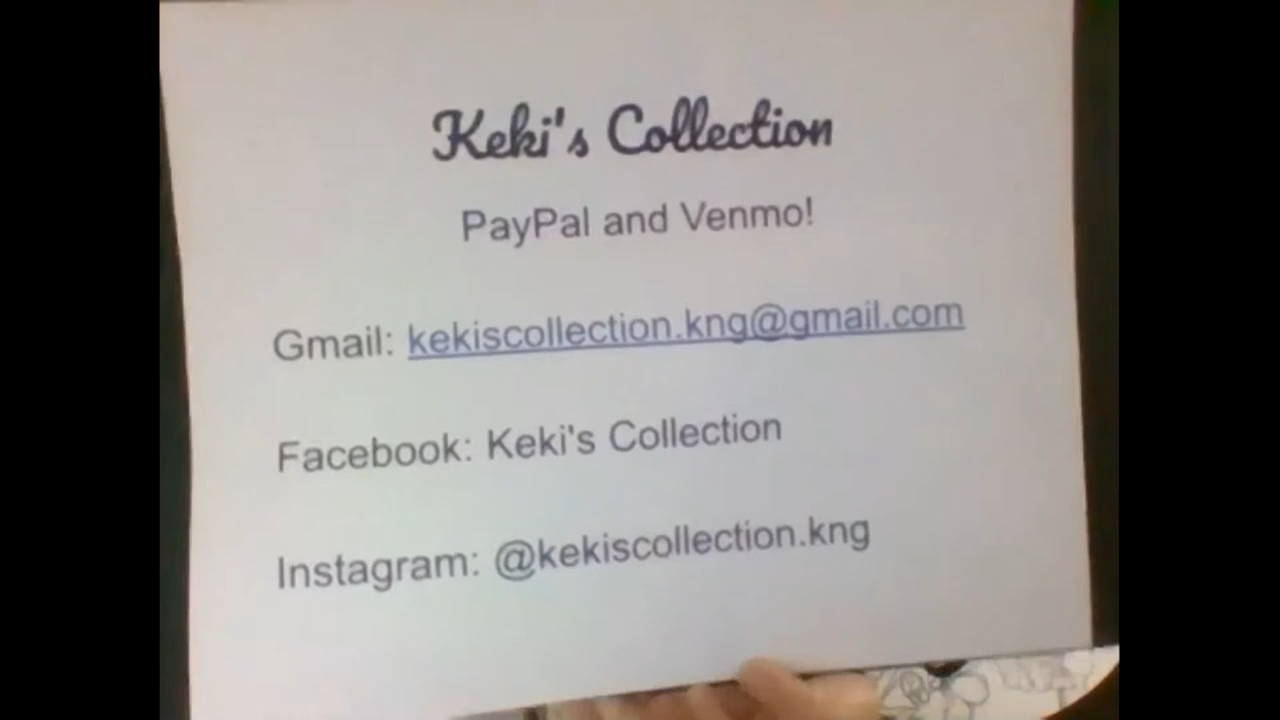 Keki's Collection
PayPal and Venmo!
Gmail: kekiscollection.kng@gmail.com
Facebook: Keki's Collection
Instagram: @kekiscollection.kng